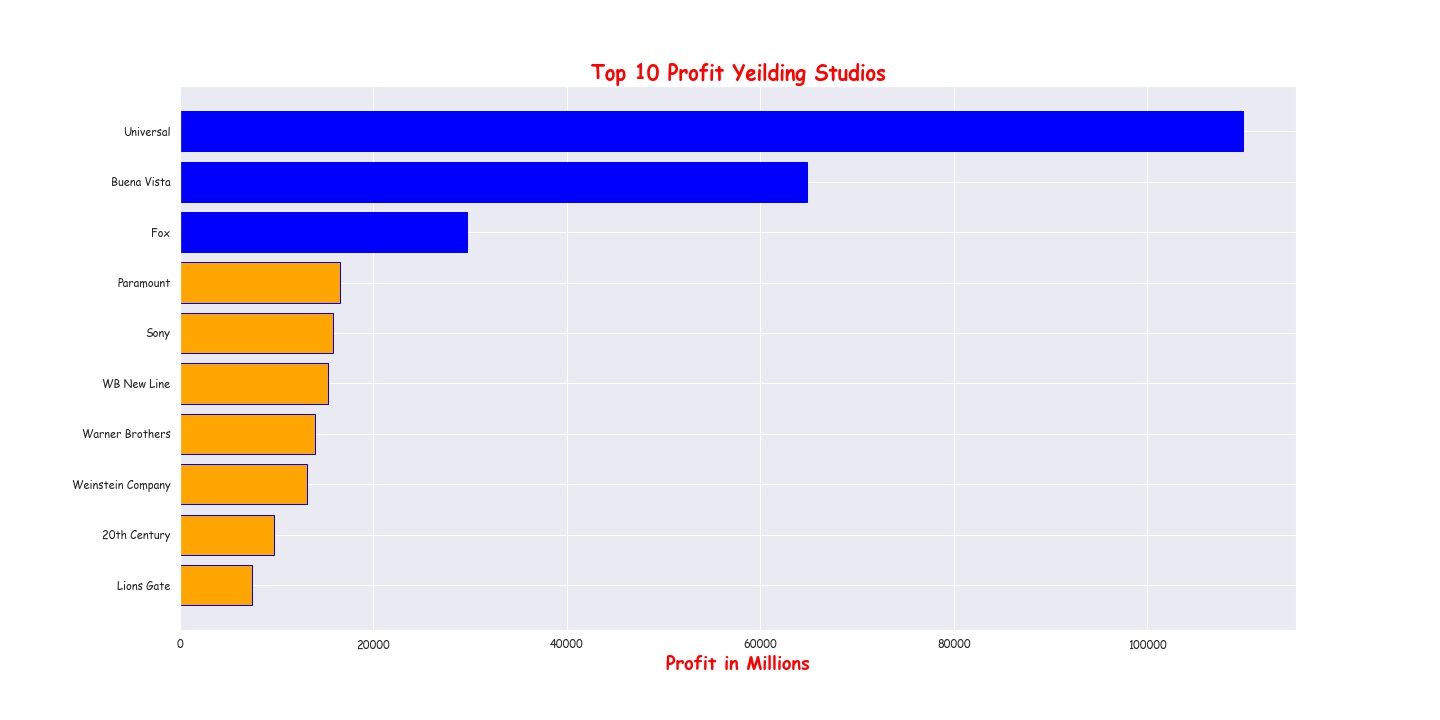 Top 10 Profit Yeilding Studios
Universal
Buena Vista
Fox
Paramount
Sony
WB New Line
Warner Brothers
Weinstein Company
20th Century
Lions Gate
0 20000 40000 60000 80000 100000
Profit in Millions